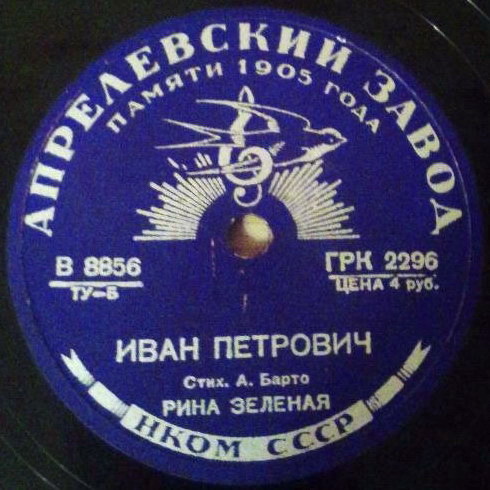 АПРЕЛЕВСКИЙ ЗАВОД
ПАМЯТИ 1905 ГОДА
В 8856
ТУ-Б
ГРК 2296
ЦЕНА 4 руб.
ИВАН ПЕТРОВИЧ
Стих. А. Барто
РИНА ЗЕЛЕНАЯ
НКОМ СССР